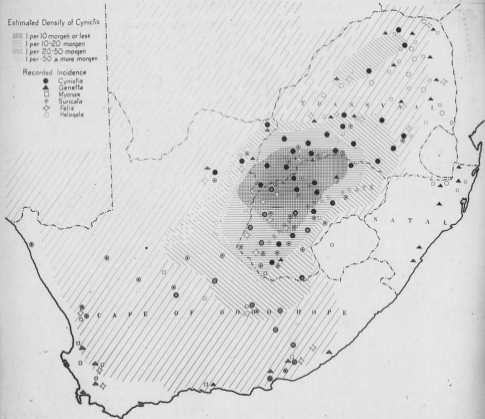 Estimated Density of Cynictis
1 per 10 morgen or less
1 per 10-20 morgen
1 per 20-50 morgen
1 per 50 & more morgen
Recorded Incidence
Cynictis
Genetta
Myonax
Suricata
Felis
Helogale
TRANSVAAL
NATAL
CAPE OF GOOD HOPE